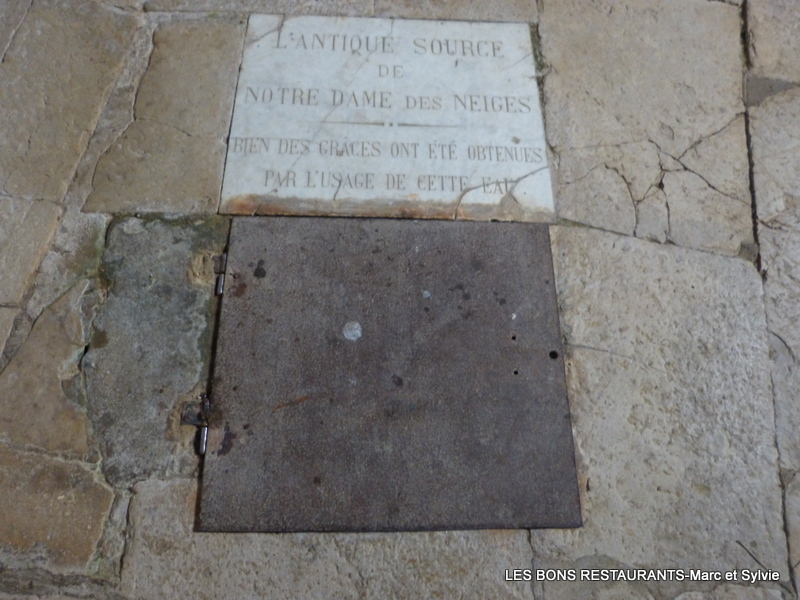 L'ANTIQUE SOURCE
DE
NOTRE DAME DES NEIGES
BIEN DES GRÂCES ONT ÉTÉ OBTENUES
PAR L'USAGE DE CETTE EAU
LES BONS RESTAURANTS-Marc et Sylvie